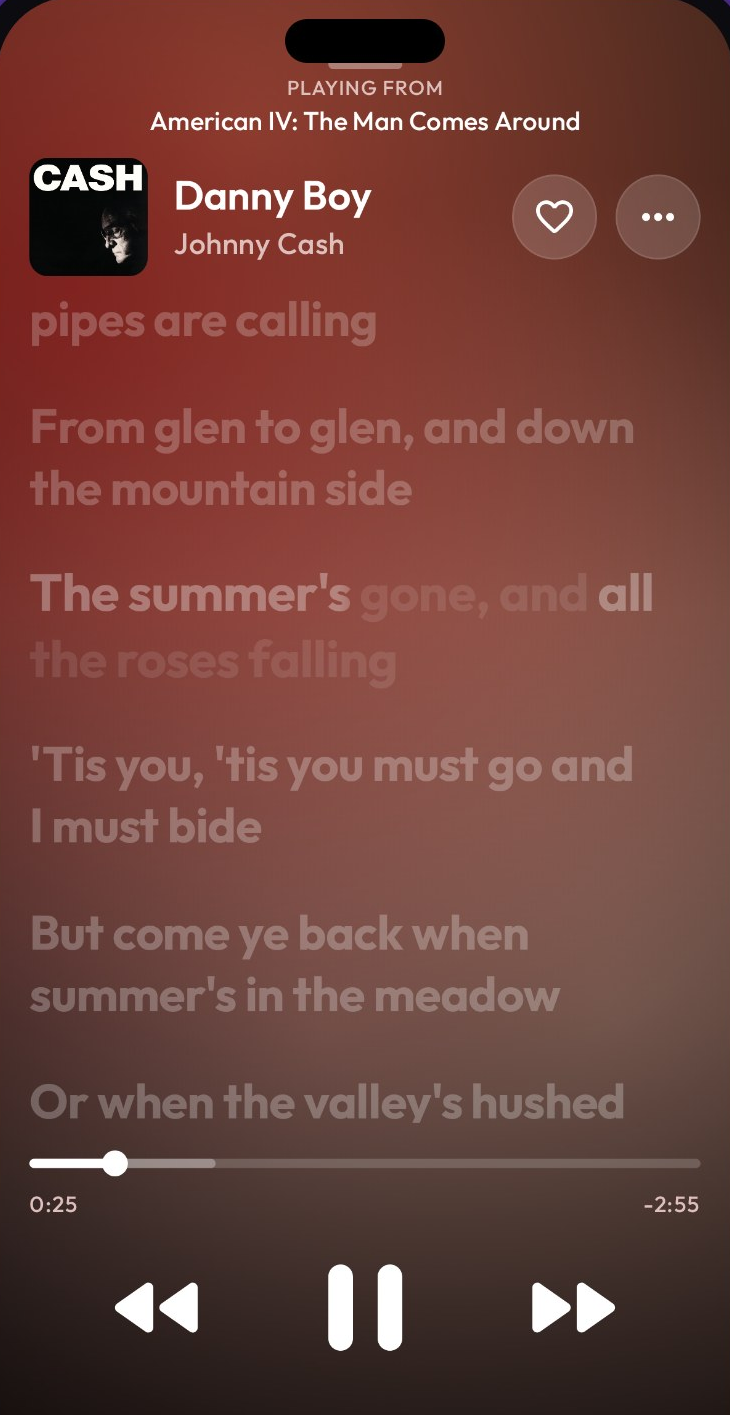 PLAYING FROM
American IV: The Man Comes Around
CASH
Danny Boy
Johnny Cash
pipes are calling
From glen to glen, and down
the mountain side
The summer's gone, and all
the roses falling
'Tis you, 'tis you must go and
I must bide
But come ye back when
summer's in the meadow
Or when the valley's hushed
0:25
-2:55